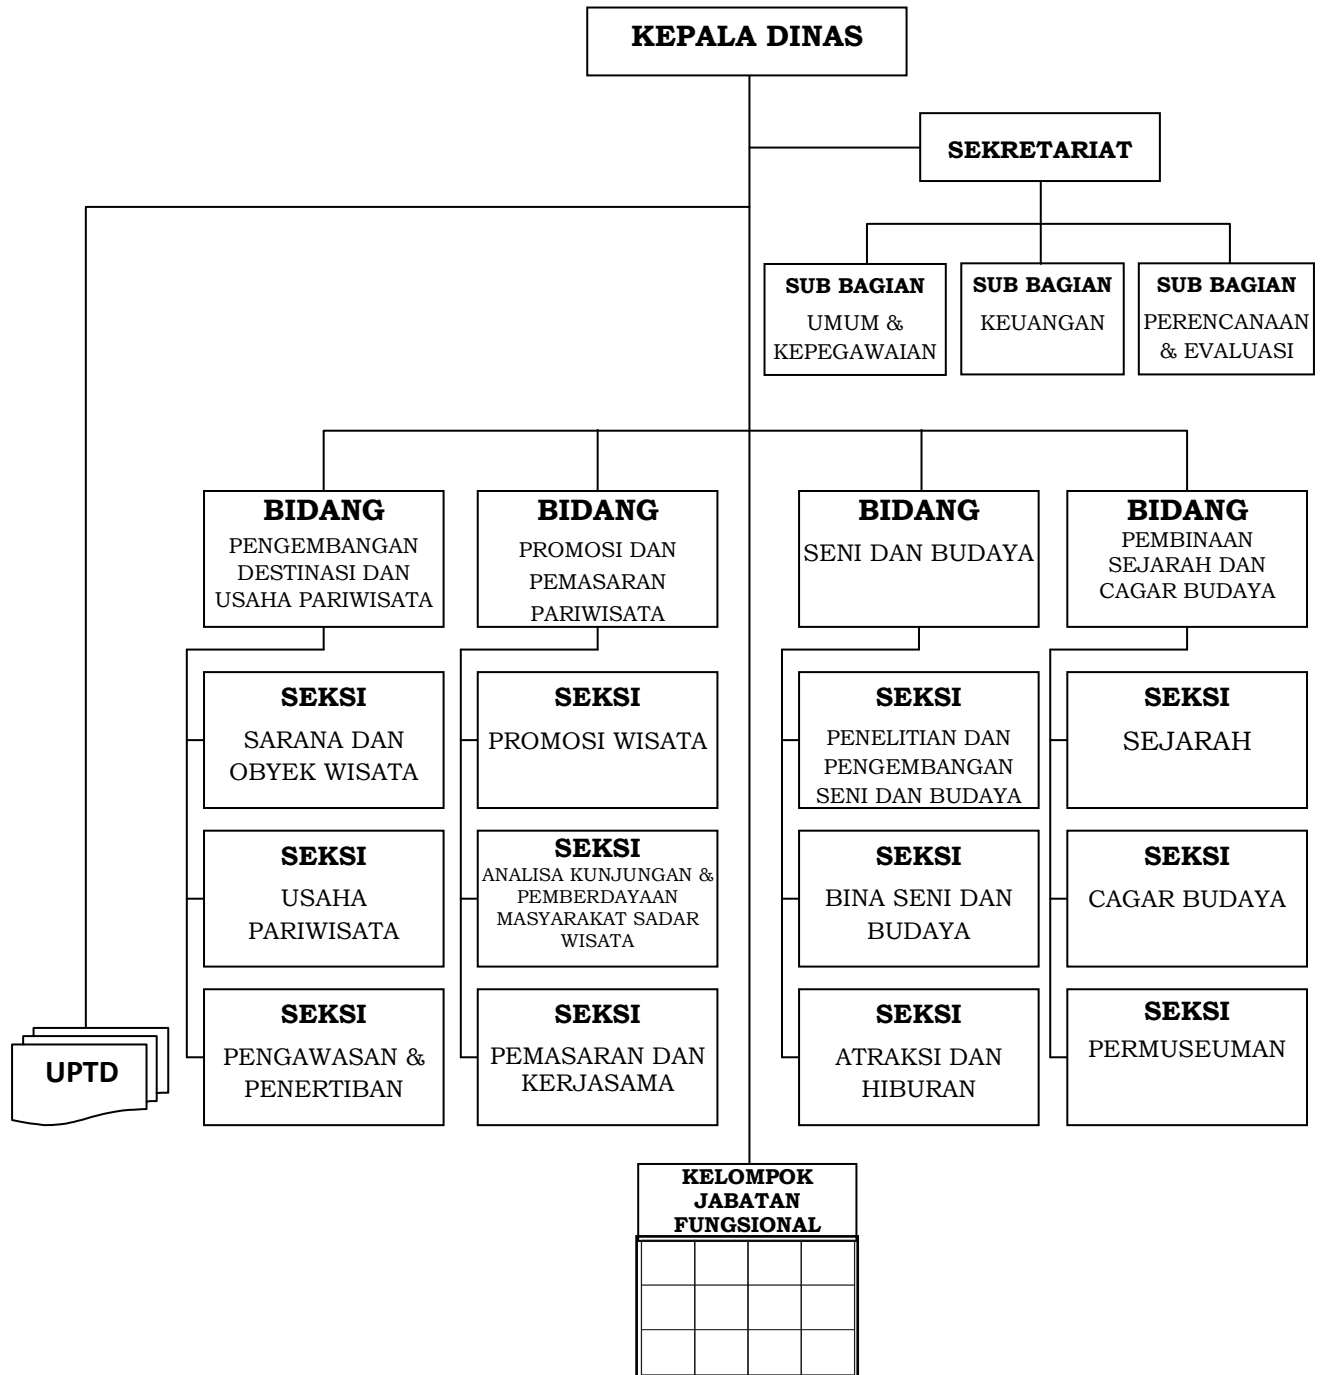 KEPALA DINAS
SEKRETARIAT
SUB BAGIAN
UMUM &
KEPEGAWAIAN
SUB BAGIAN
KEUANGAN
SUB BAGIAN
PERENCANAAN
& EVALUASI
BIDANG
PENGEMBANGAN
DESTINASI DAN
USAHA PARIWISATA
BIDANG
PROMOSI DAN
PEMASARAN
PARIWISATA
BIDANG
SENI DAN BUDAYA
BIDANG
PEMBINAAN
SEJARAH DAN
CAGAR BUDAYA
SEKSI
SARANA DAN
OBYEK WISATA
SEKSI
PROMOSI WISATA
SEKSI
PENELITIAN DAN
PENGEMBANGAN
SENI DAN BUDAYA
SEKSI
SEJARAH
SEKSI
USAHA
PARIWISATA
SEKSI
ANALISA KUNJUNGAN &
PEMBERDAYAAN
MASYARAKAT SADAR
WISATA
SEKSI
BINA SENI DAN
BUDAYA
SEKSI
CAGAR BUDAYA
SEKSI
PENGAWASAN &
PENERTIBAN
SEKSI
PEMASARAN DAN
KERJASAMA
SEKSI
ATRAKSI DAN
HIBURAN
SEKSI
PERMUSEUMAN
UPTD
KELOMPOK
JABATAN
FUNGSIONAL